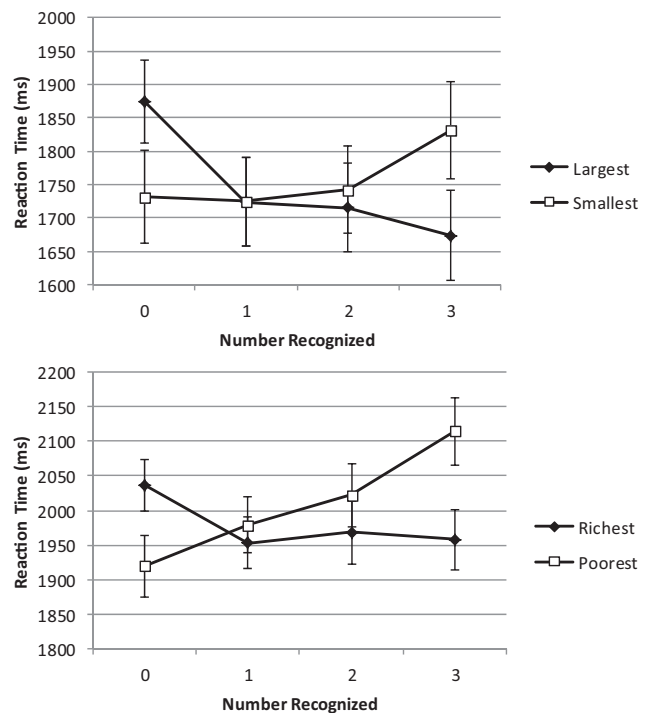 2000
1950
1900
1850
1800
1750
1700
1650
1600
Reaction Time (ms)
0 1 2 3
Number Recognized
Largest
Smallest
2200
2150
2100
2050
2000
1950
1900
1850
1800
Reaction Time (ms)
0 1 2 3
Number Recognized
Richest
Poorest